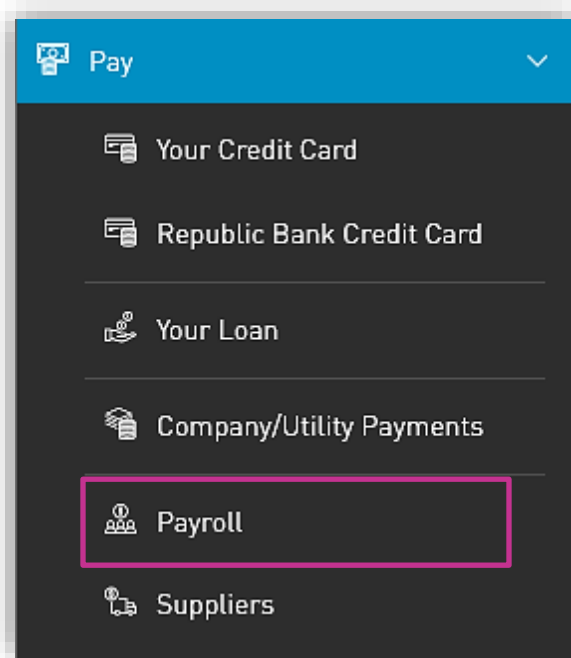 Pay
Your Credit Card
Republic Bank Credit Card
Your Loan
Company/Utility Payments
Payroll
Suppliers